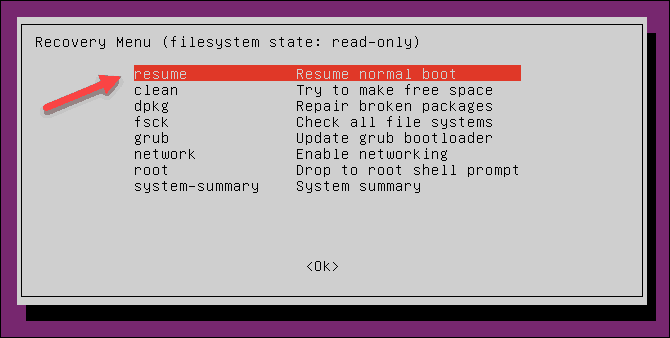 Recovery Menu (filesystem state: read-only)
resume Resume normal boot
clean Try to make free space
dpkg Repair broken packages
fsck Check all file systems
grub Update grub bootloader
network Enable networking
root Drop to root shell prompt
system-summary System summary
<Ok>